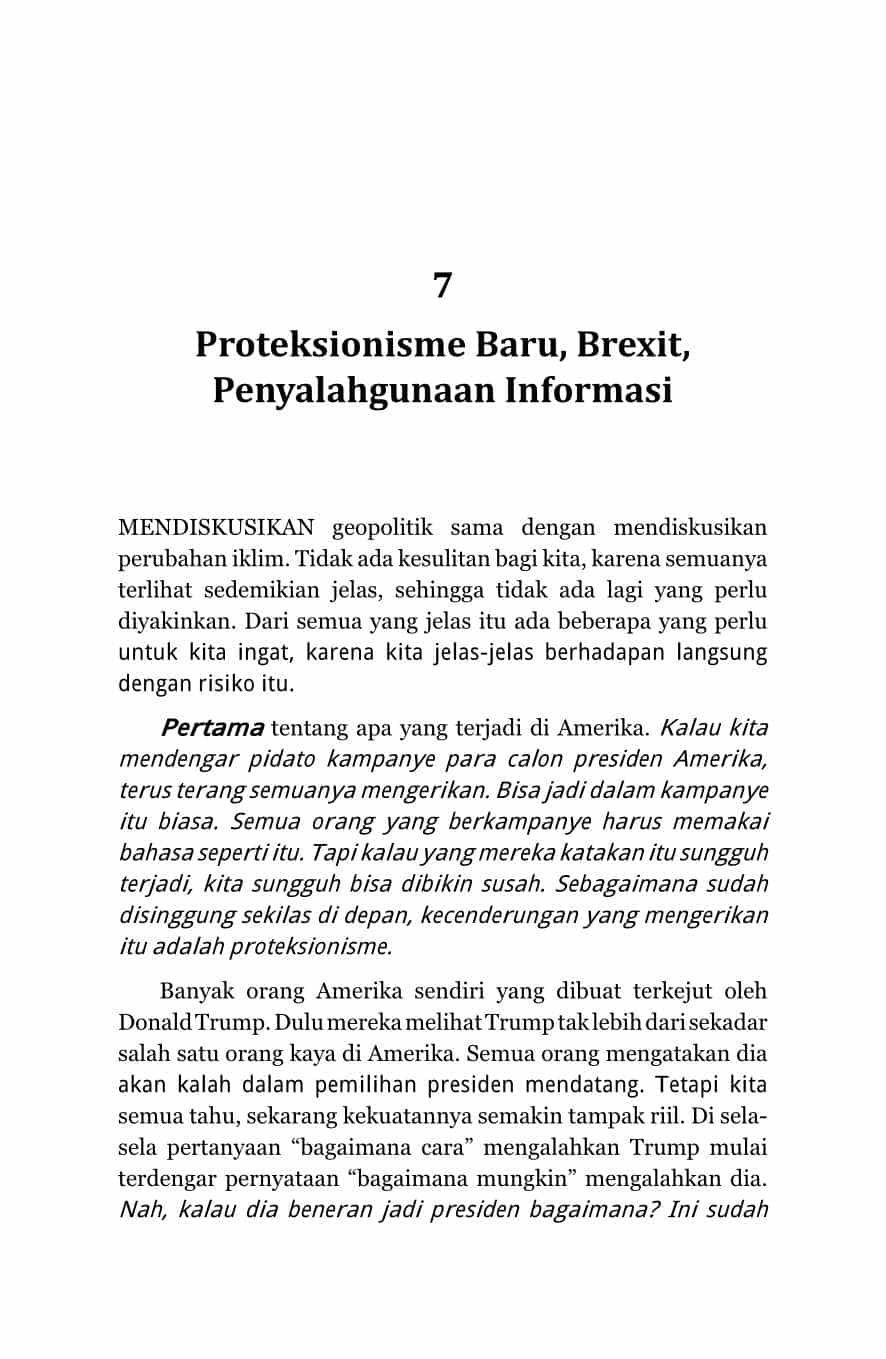 7
Proteksionisme Baru, Brexit,
Penyalahgunaan Informasi
MENDISKUSIKAN geopolitik sama dengan mendiskusikan
perubahan iklim. Tidak ada kesulitan bagi kita, karena semuanya
terlihat sedemikian jelas, sehingga tidak ada lagi yang perlu
diyakinkan. Dari semua yang jelas itu ada beberapa yang perlu
untuk kita ingat, karena kita jelas-jelas berhadapan langsung
dengan risiko itu.
Pertama tentang apa yang terjadi di Amerika. Kalau kita
mendengar pidato kampanye para calon presiden Amerika,
terus terang semuanya mengerikan. Bisa jadi dalam kampanye
itu biasa. Semua orang yang berkampanye harus memakai
bahasa seperti itu. Tapi kalau yang mereka katakan itu sungguh
terjadi, kita sungguh bisa dibikin susah. Sebagaimana sudah
disinggung sekilas di depan, kecenderungan yang mengerikan
itu adalah proteksionisme.
Banyak orang Amerika sendiri yang dibuat terkejut oleh
Donald Trump. Dulu mereka melihat Trump tak lebih dari sekadar
salah satu orang kaya di Amerika. Semua orang mengatakan dia
akan kalah dalam pemilihan presiden mendatang. Tetapi kita
semua tahu, sekarang kekuatannya semakin tampak riil. Di sela-
sela pertanyaan “bagaimana cara” mengalahkan Trump mulai
terdengar pernyataan “bagaimana mungkin” mengalahkan dia.
Nah, kalau dia beneran jadi presiden bagaimana? Ini sudah